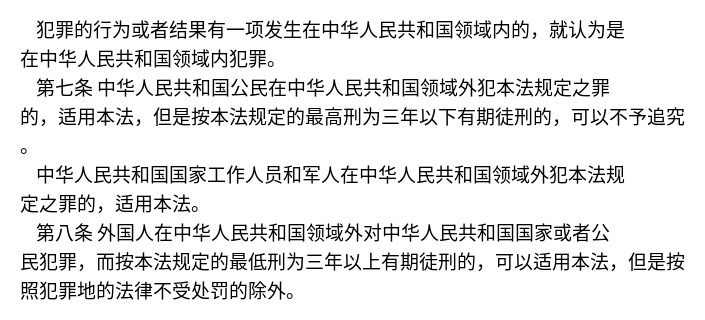 犯罪的行为或者结果有一项发生在中华人民共和国领域内的，就认为是
在中华人民共和国领域内犯罪。
第七条 中华人民共和国公民在中华人民共和国领域外犯本法规定之罪
的，适用本法，但是按本法规定的最高刑为三年以下有期徒刑的，可以不予追究
。
中华人民共和国国家工作人员和军人在中华人民共和国领域外犯本法规
定之罪的，适用本法。
第八条 外国人在中华人民共和国领域外对中华人民共和国国家或者公
民犯罪，而按本法规定的最低刑为三年以上有期徒刑的，可以适用本法，但是按
照犯罪地的法律不受处罚的除外。